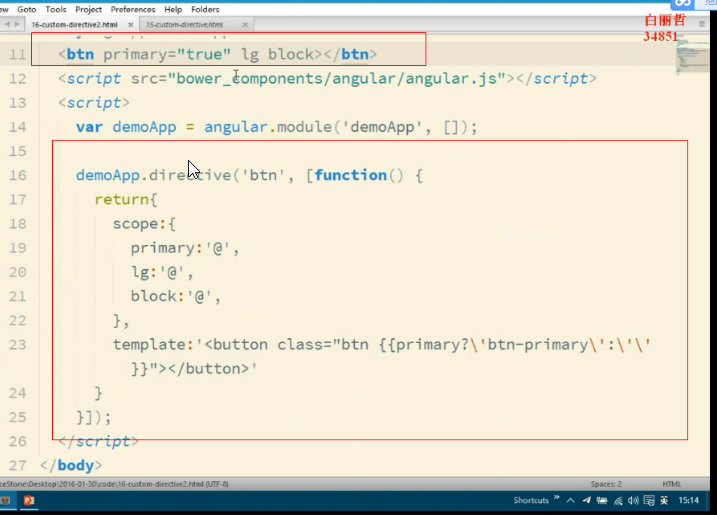 ew Goto Tools Project Preferences Help Folders
16-custom-directive2.html × 15-custom-directive.html ×
白丽哲
34851
11 <btn primary="true" lg block></btn>
12 <script src="bower_components/angular/angular.js"></script>
13 <script>
14 var demoApp = angular.module('demoApp', []);
15
16 demoApp.directive('btn', [function() {
17 return{
18 scope:{
19 primary:'@',
20 lg:'@',
21 block:'@',
22 },
23 template:'<button class="btn {{primary?\'btn-primary\':\'\'
}}"></button>'
24 }
25 }]);
26 </script>
27 </body>
ceStone\Desktop\2016-01-30\code\16-custom-directive2.html (UTF-8) Spaces: 2 HTML
Shortcuts » 英 15:14